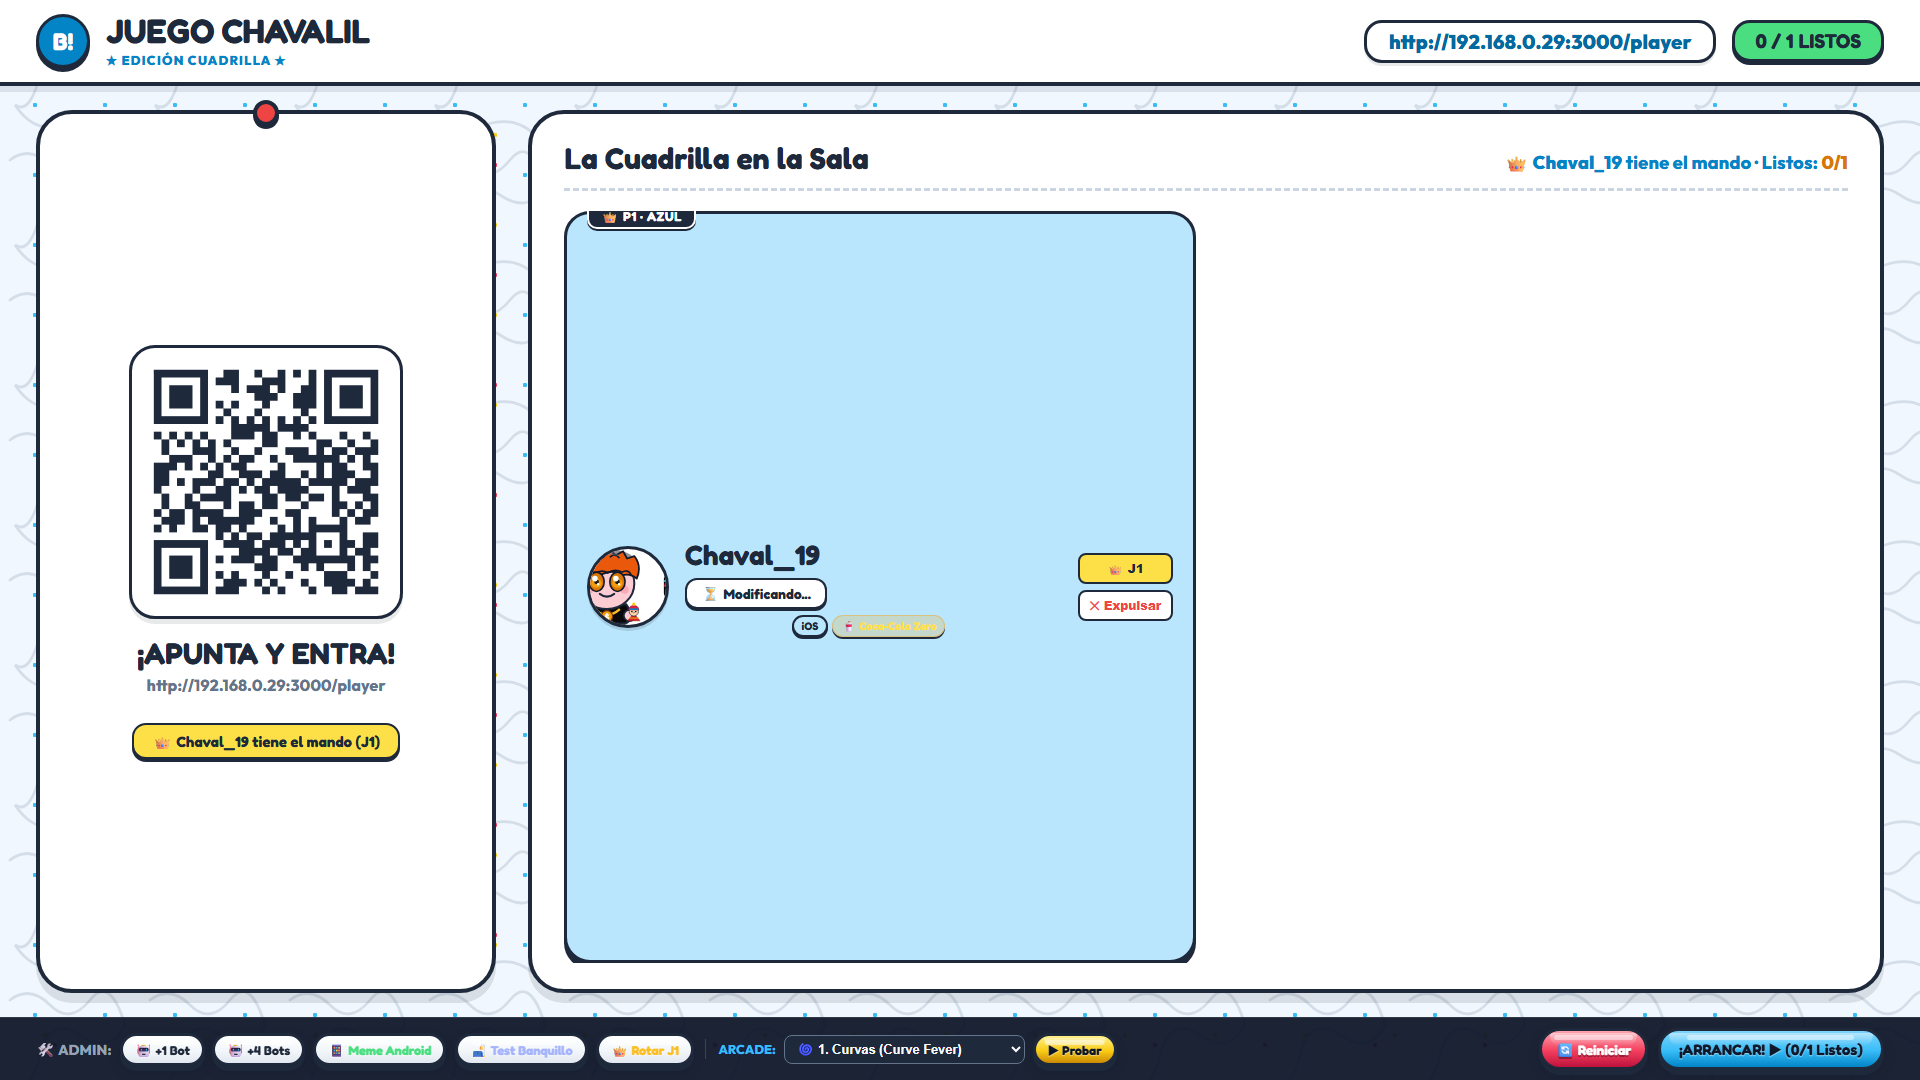 B!
JUEGO CHAVALIL
★ EDICIÓN CUADRILLA ★
http://192.168.0.29:3000/player
0 / 1 LISTOS
La Cuadrilla en la Sala
👑 Chaval_19 tiene el mando · Listos: 0/1
👑 P1 · AZUL
Chaval_19
⏳ Modificando...
iOS
Coca-Cola Zero
👑 J1
✕ Expulsar
¡APUNTA Y ENTRA!
http://192.168.0.29:3000/player
👑 Chaval_19 tiene el mando (J1)
🛠 ADMIN:
+1 Bot
+4 Bots
Meme Android
Test Banquillo
👑 Rotar J1
ARCADE:
🌀 1. Curvas (Curve Fever)
▶ Probar
🔄 Reiniciar
¡ARRANCAR! ▶ (0/1 Listos)